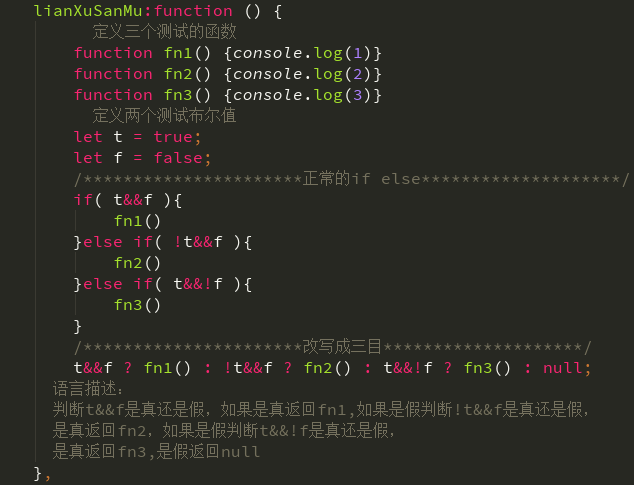 lianXuSanMu:function () {
定义三个测试的函数
function fn1() {console.log(1)}
function fn2() {console.log(2)}
function fn3() {console.log(3)}
定义两个测试布尔值
let t = true;
let f = false;
/**********************正常的if else********************/
if( t&&f ){
fn1()
}else if( !t&&f ){
fn2()
}else if( t&&!f ){
fn3()
}
/**********************改写成三目********************/
t&&f ? fn1() : !t&&f ? fn2() : t&&!f ? fn3() : null;
语言描述:
判断t&&f是真还是假，如果是真返回fn1,如果是假判断!t&&f是真还是假，
是真返回fn2，如果是假判断t&&!f是真还是假，
是真返回fn3,是假返回null
},